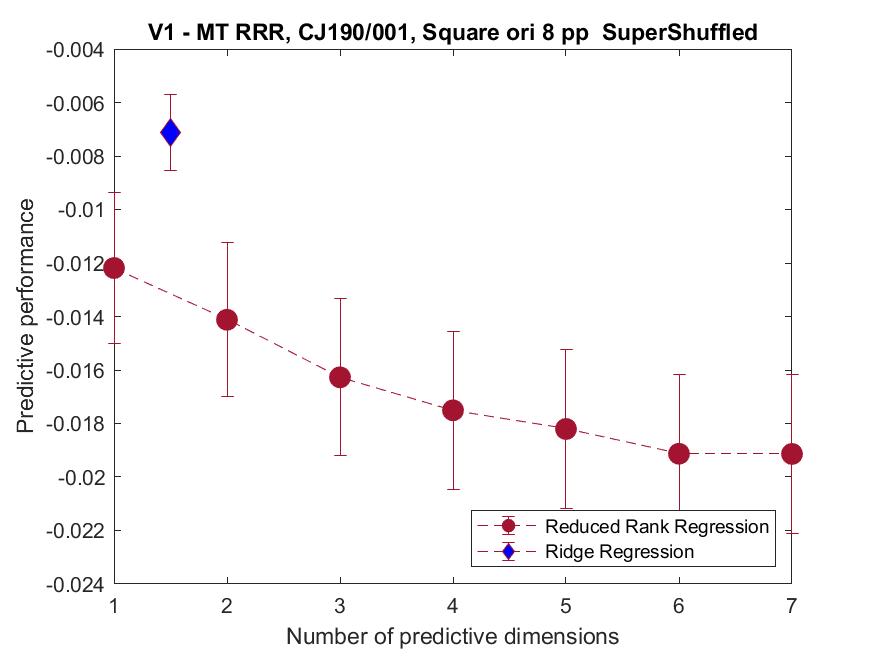 V1 - MT RRR, CJ190/001, Square ori 8 pp  SuperShuffled
-0.004
-0.006
-0.008
-0.01
-0.012
-0.014
-0.016
-0.018
-0.02
-0.022
-0.024
Predictive performance
Reduced Rank Regression
Ridge Regression
1 2 3 4 5 6 7
Number of predictive dimensions